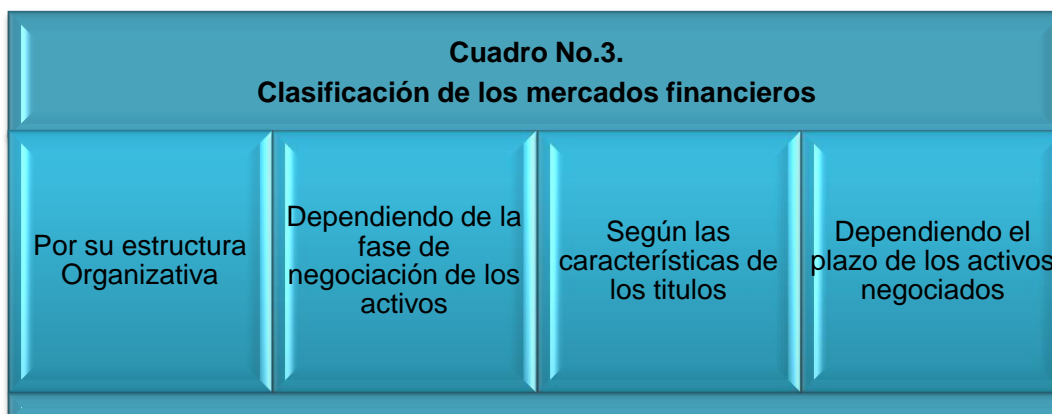 Cuadro No.3.
Clasificación de los mercados financieros
Por su estructura
Organizativa
Dependiendo de la
fase de
negociación de los
activos
Según las
característícas de
los titulos
Dependiendo el
plazo de los activos
negociados